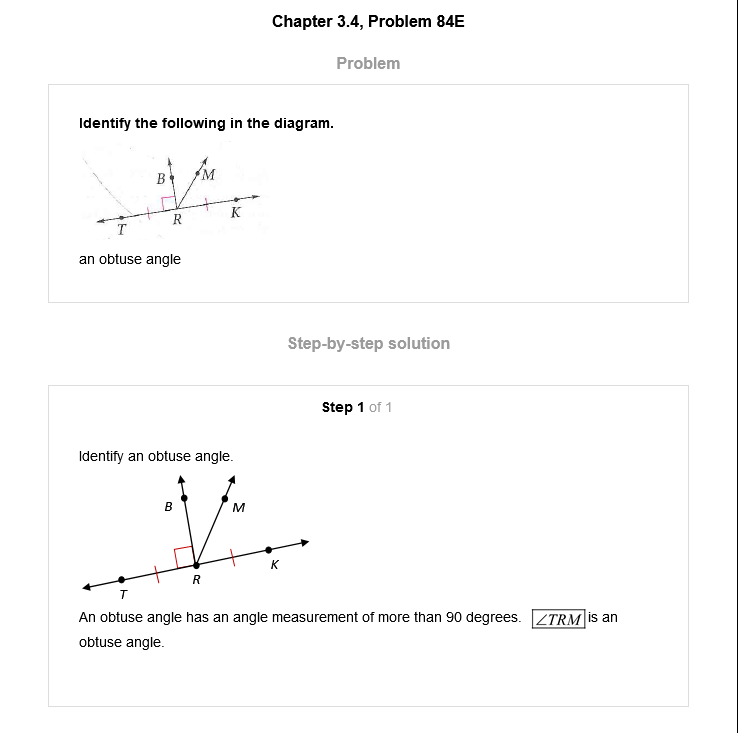 Chapter 3.4, Problem 84E
Problem
Identify the following in the diagram.
B M
T R K
an obtuse angle
Step-by-step solution
Step 1 of 1
Identify an obtuse angle.
B M
T R K
An obtuse angle has an angle measurement of more than 90 degrees. ∠TRM is an
obtuse angle.